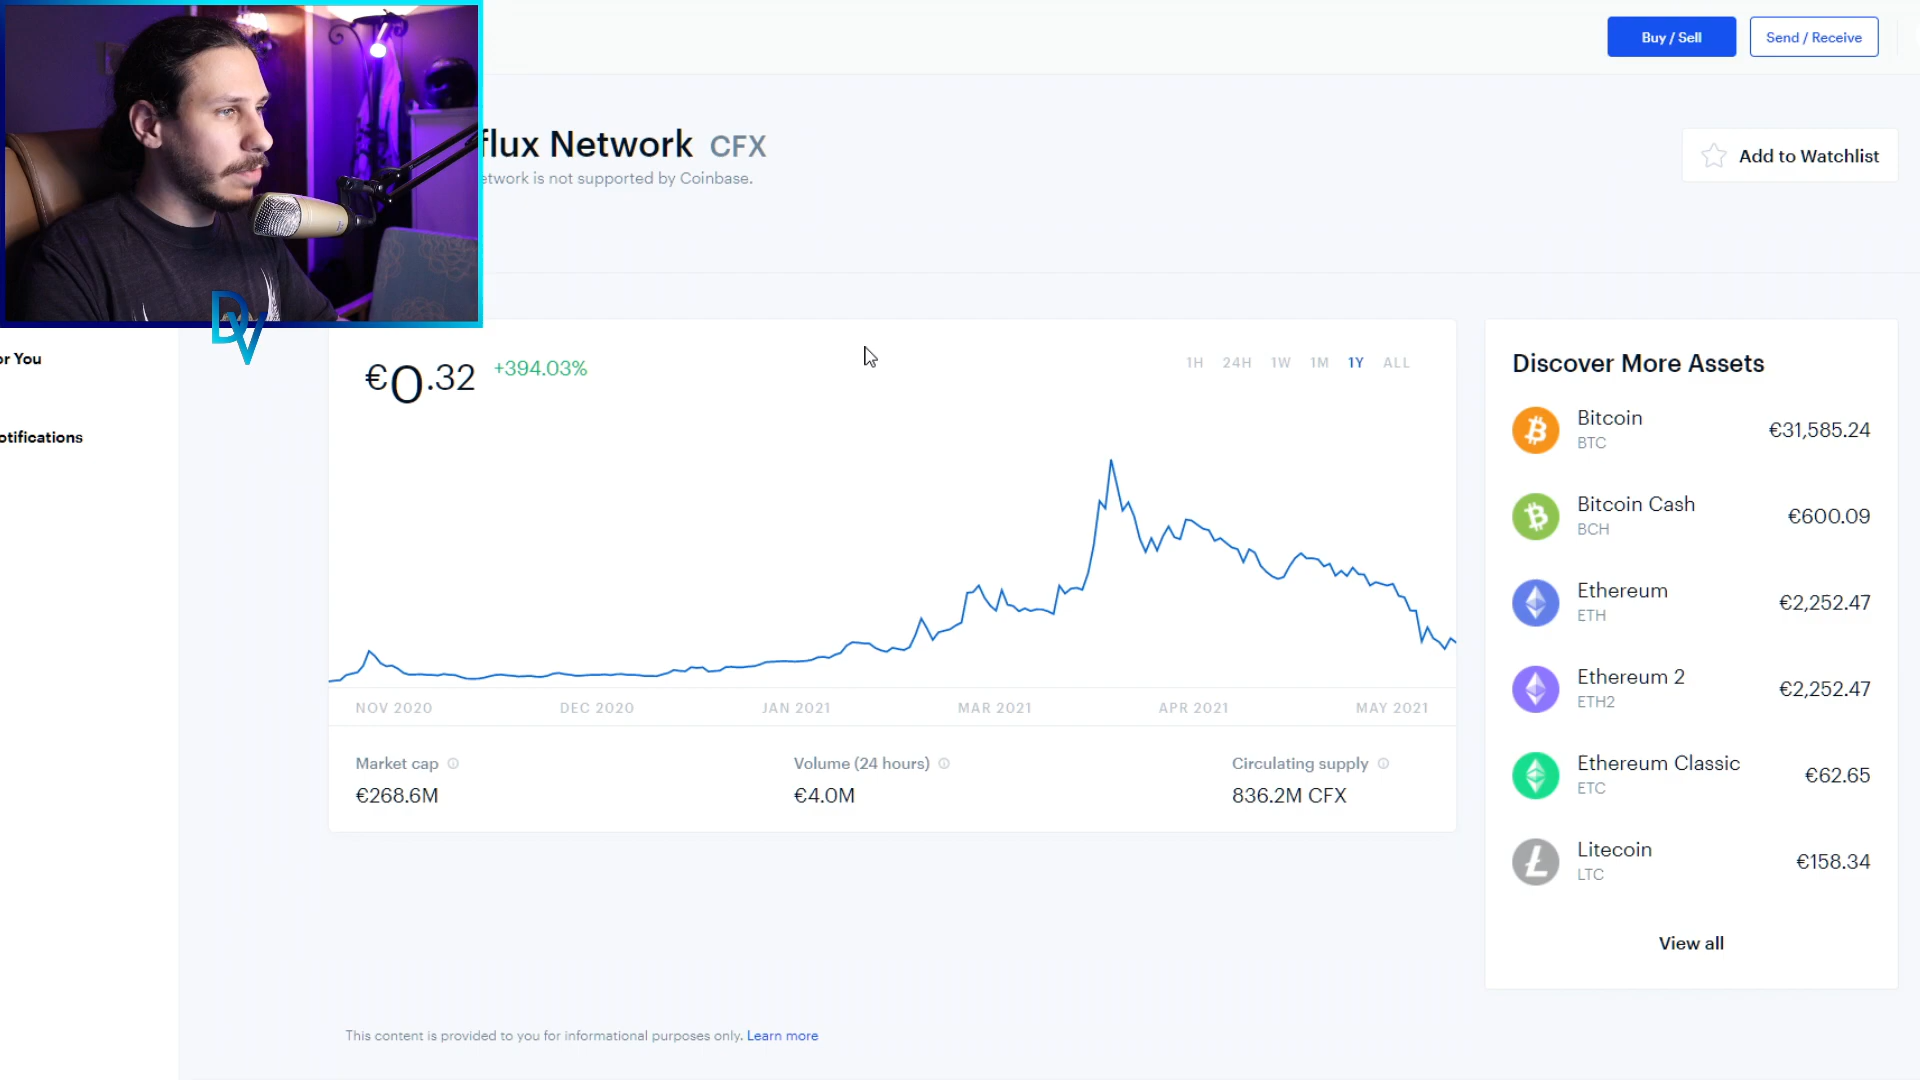 Buy / Sell
Send / Receive
flux Network CFX
etwork is not supported by Coinbase.
Add to Watchlist
DV
or You
otifications
€0.32 +394.03%
1H 24H 1W 1M 1Y ALL
NOV 2020 DEC 2020 JAN 2021 MAR 2021 APR 2021 MAY 2021
Market cap
€268.6M
Volume (24 hours)
€4.0M
Circulating supply
836.2M CFX
Discover More Assets
Bitcoin
BTC
€31,585.24
Bitcoin Cash
BCH
€600.09
Ethereum
ETH
€2,252.47
Ethereum 2
ETH2
€2,252.47
Ethereum Classic
ETC
€62.65
Litecoin
LTC
€158.34
View all
This content is provided to you for informational purposes only. Learn more